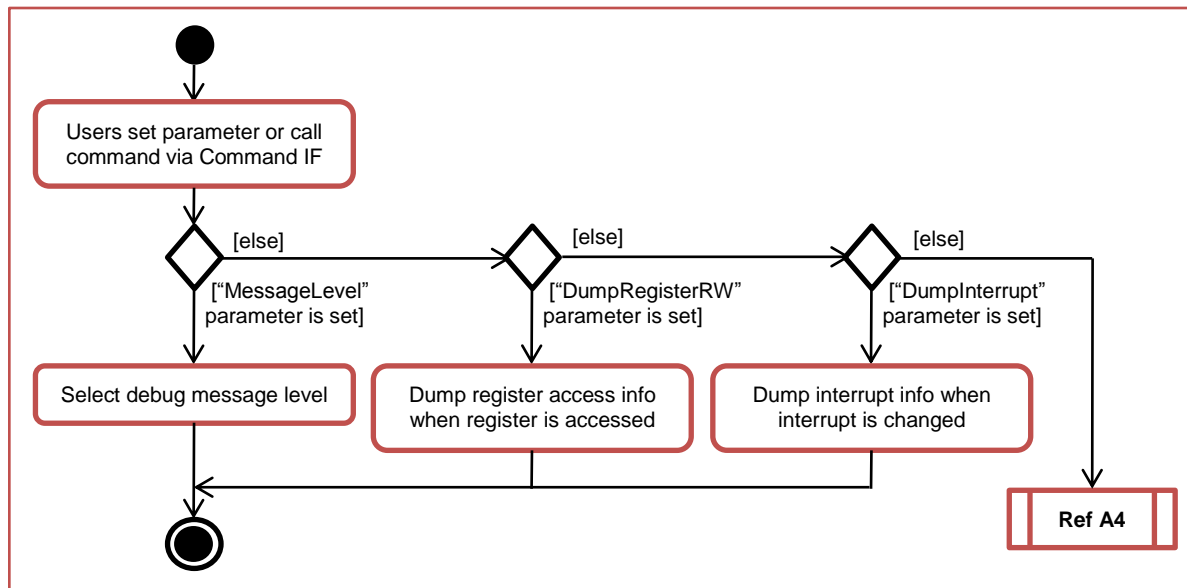 Users set parameter or call
command via Command IF
[else]
[else]
[else]
[“MessageLevel”
parameter is set]
[“DumpRegisterRW”
parameter is set]
[“DumpInterrupt”
parameter is set]
Select debug message level
Dump register access info
when register is accessed
Dump interrupt info when
interrupt is changed
Ref A4